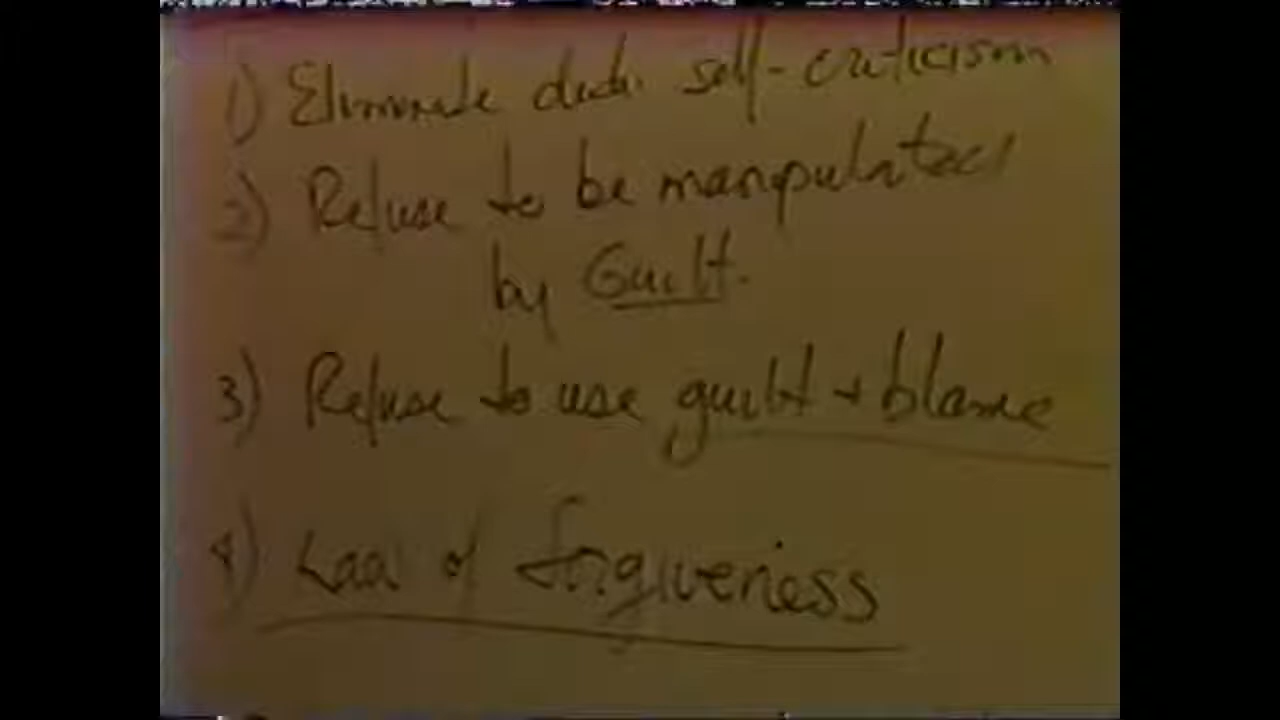 1) Eliminate self-criticism
2) Refuse to be manipulated
by Guilt.
3) Refuse to use guilt + blame
4) Law of forgiveness